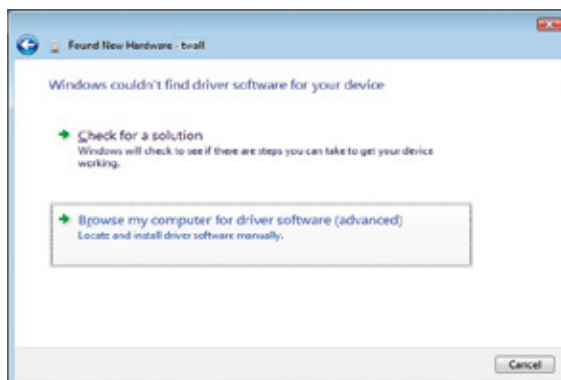 Found New Hardware - twall
Windows couldn't find driver software for your device
Check for a solution
Windows will check to see if there are steps you can take to get your device
working.
Browse my computer for driver software (advanced)
Locate and install driver software manually.
Cancel